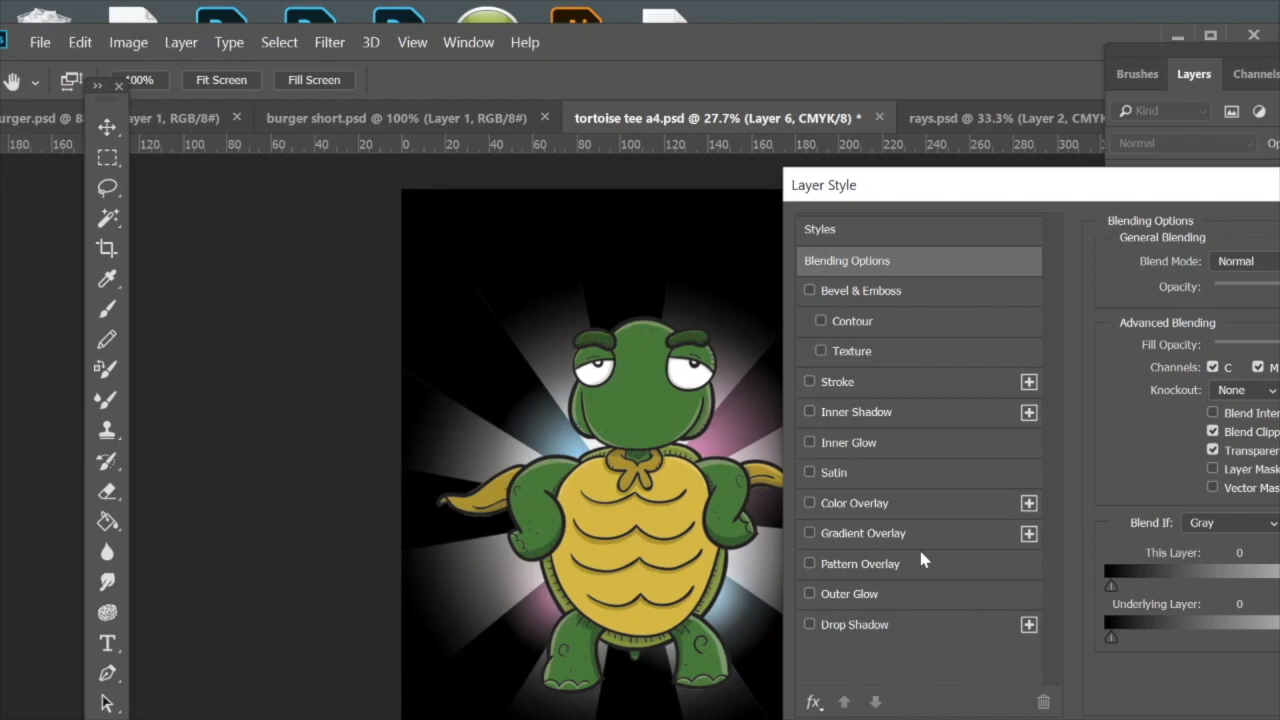 File Edit Image Layer Type Select Filter 3D View Window Help
100% Fit Screen Fill Screen
Brushes Layers Channels
Kind
urger.psd @ 8 ayer 1, RGB/8#) burger short.psd @ 100% (Layer 1, RGB/8#) tortoise tee a4.psd @ 27.7% (Layer 6, CMYK/8) * rays.psd @ 33.3% (Layer 2, CMYK
180 160 120 100 80 60 40 20 0 20 40 60 80 100 120 140 160 180 200 220 240 260 280 300
Normal Op
Layer Style
Styles
Blending Options
Bevel & Emboss
Contour
Texture
Stroke
Inner Shadow
Inner Glow
Satin
Color Overlay
Gradient Overlay
Pattern Overlay
Outer Glow
Drop Shadow
fx
Blending Options
General Blending
Blend Mode: Normal
Opacity:
Advanced Blending
Fill Opacity:
Channels: C M
Knockout: None
Blend Inter
Blend Clipp
Transparen
Layer Mask
Vector Mas
Blend If: Gray
This Layer: 0
Underlying Layer: 0
T